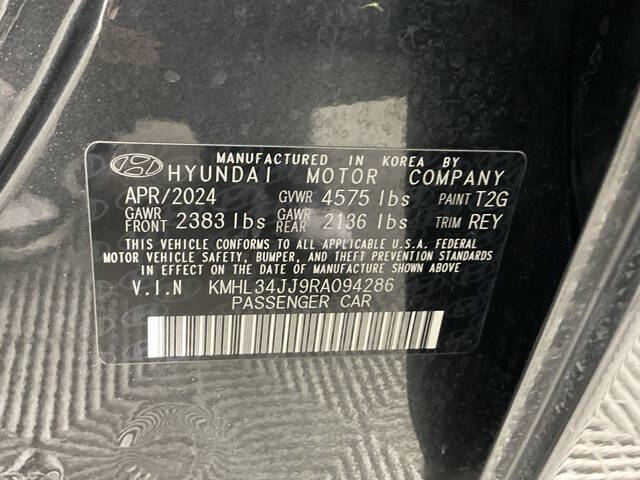 MANUFACTURED IN KOREA BY
HYUNDAI MOTOR COMPANY
APR/2024 GVWR 4575 lbs PAINT T2G
GAWR FRONT 2383 lbs GAWR REAR 2136 lbs TRIM REY
THIS VEHICLE CONFORMS TO ALL APPLICABLE U.S.A. FEDERAL
MOTOR VEHICLE SAFETY, BUMPER, AND THEFT PREVENTION STANDARDS
IN EFFECT ON THE DATE OF MANUFACTURE SHOWN ABOVE.
V.I.N KMHL34JJ9RA094286
PASSENGER CAR